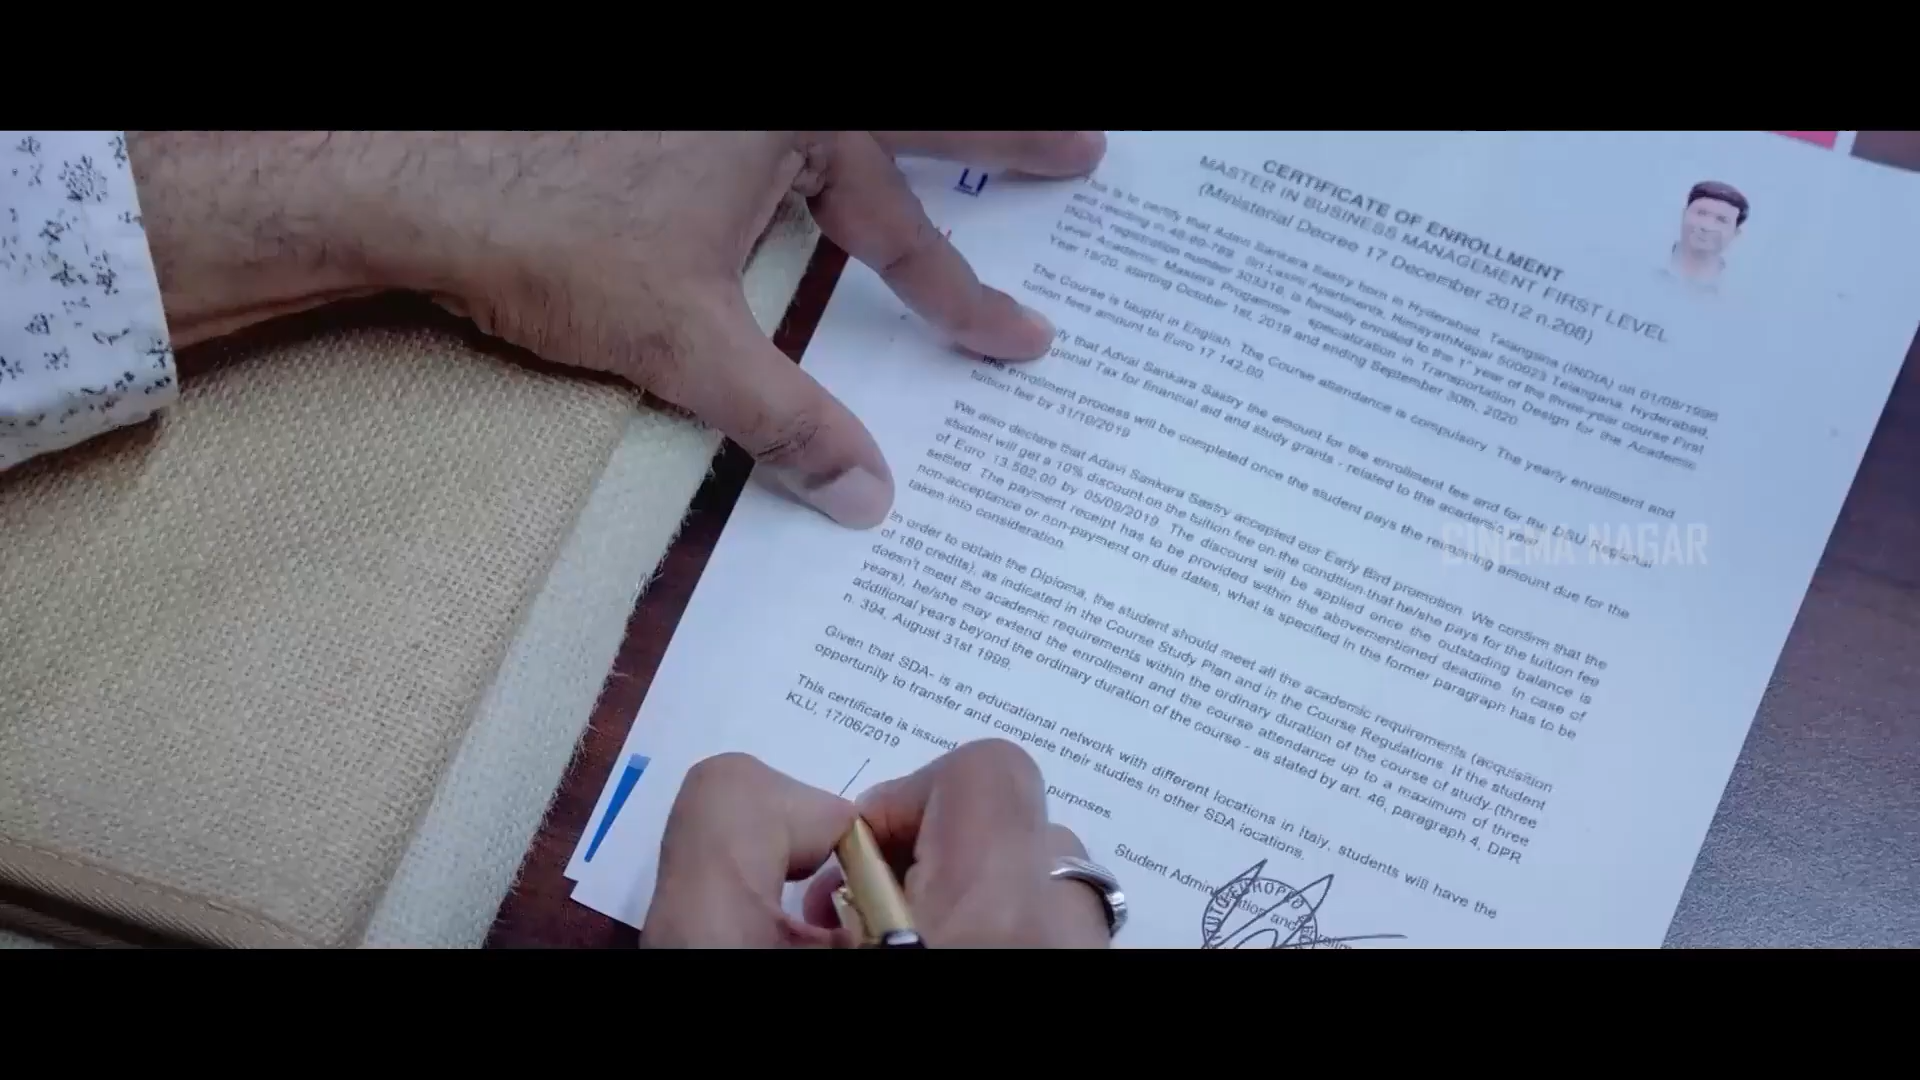 LI
CERTIFICATE OF ENROLLMENT
MASTER IN BUSINESS MANAGEMENT FIRST LEVEL
(Ministerial Decree 17 December 2012 n.208)
This is to certify that Adavi Sankara Sastry born in Hyderabad, Telangana (INDIA) on 01/08/1996
and residing in 48-60-789 Sri Laxmi Apartments, HimayathNagar 500023 Telangana, Hyderabad,
INDIA, registration number 303318, is formally enrolled to the 1st year of the three-year course First
Level Academic Masters Programme - specialization in Transportation Design for the Academic
Year 19/20, starting October 1st, 2019 and ending September 30th, 2020
The Course is taught in English. The Course attendance is compulsory. The yearly enrollment and
tuition fees amount to Euro 17 142,00.
that Advai Sankara Sastry the amount for the enrollment fee and for the DSU Regional
Tax for financial aid and study grants - related to the academic year
The enrollment process will be completed once the student pays the remaining amount due for the
tuition fee by 31/10/2019
We also declare that Adavi Sankara Sastry accepted our Early Bird promotion. We confirm that the
student will get a 10% discount on the tuition fee on the condition that he/she pays for the tuition fee
of Euro 13.502,00 by 05/09/2019. The discount will be applied once the outstading balance is
settled. The payment receipt has to be provided within the abovementioned deadline. In case of
non-acceptance or non-payment on due dates, what is specified in the former paragraph has to be
taken into consideration.
In order to obtain the Diploma, the student should meet all the academic requirements (acquisition
of 180 credits), as indicated in the Course Study Plan and in the Course Regulations. If the student
doesn't meet the academic requirements within the ordinary duration of the course of study (three
years), he/she may extend the enrollment and the course attendance up to a maximum of three
additional years beyond the ordinary duration of the course - as stated by art. 46, paragraph 4, DPR
n. 394, August 31st 1999.
Given that SDA- is an educational network with different locations in Italy, students will have the
opportunity to transfer and complete their studies in other SDA locations.
This certificate is issued purposes.
KLU, 17/06/2019
Student
CINEMA NAGAR